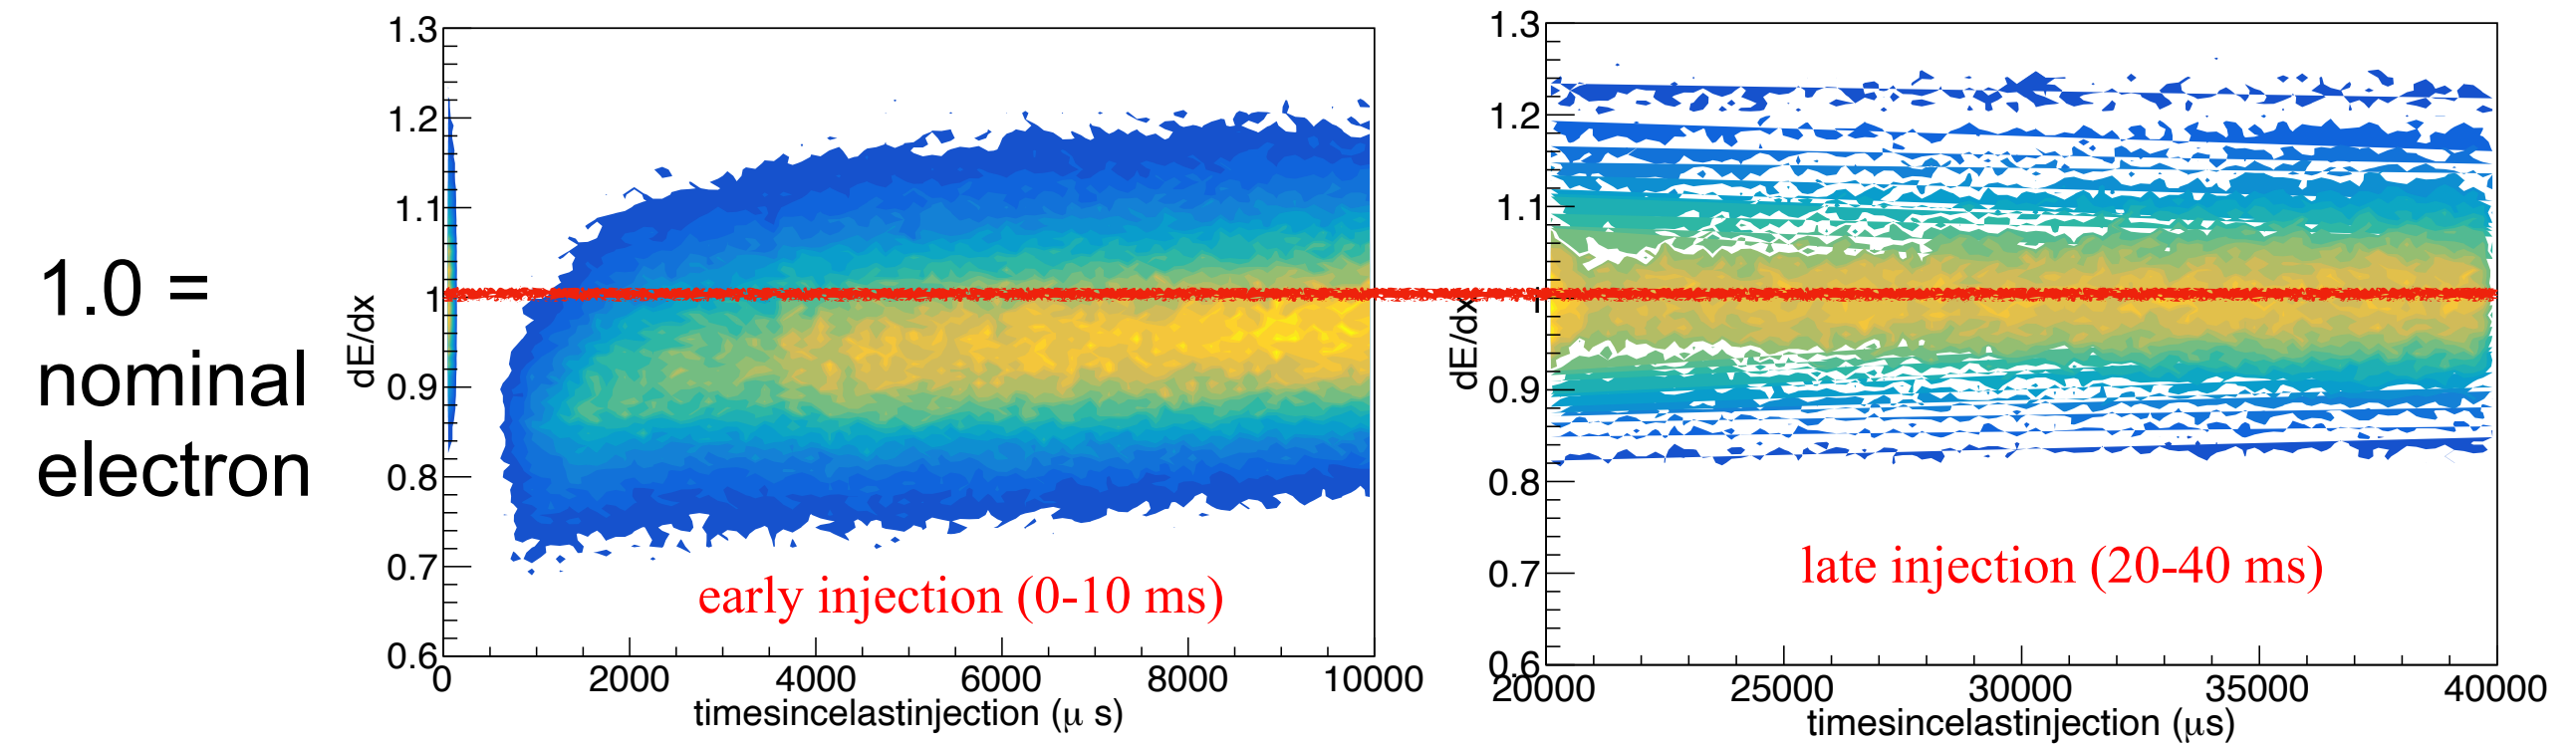 1.0 =
nominal
electron
1.3
1.2
1.1
1
0.9
0.8
0.7
0.6
dE/dx
early injection (0-10 ms)
0 2000 4000 6000 8000 10000
timesincelastinjection (μ s)
1.3
1.2
1.1
1
0.9
0.8
0.7
0.6
dE/dx
late injection (20-40 ms)
20000 25000 30000 35000 40000
timesincelastinjection (μs)